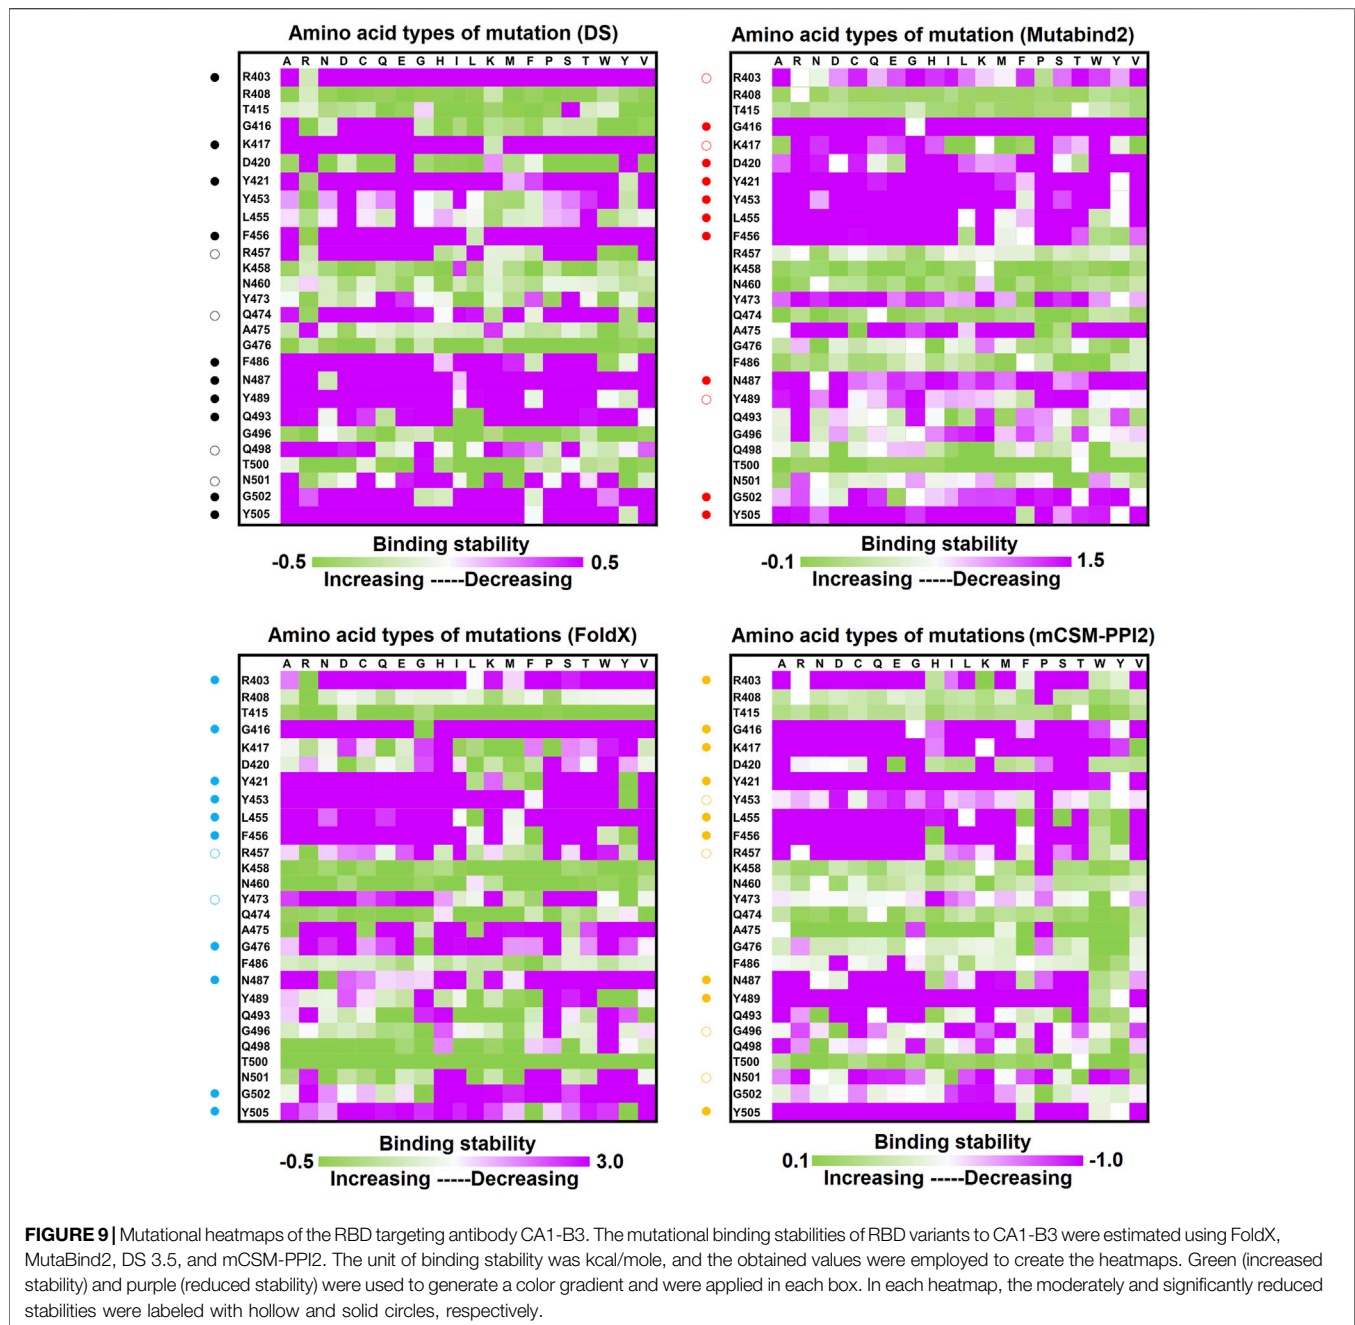 Amino acid types of mutation (DS)
A R N D C Q E G H I L K M F P S T W Y V
R403
R408
T415
G416
K417
D420
Y421
Y453
L455
F456
R457
K458
N460
Y473
Q474
A475
G476
F486
N487
Y489
Q493
G496
Q498
T500
N501
G502
Y505
Binding stability
-0.5 0.5
Increasing -----Decreasing
Amino acid types of mutation (Mutabind2)
A R N D C Q E G H I L K M F P S T W Y V
R403
R408
T415
G416
K417
D420
Y421
Y453
L455
F456
R457
K458
N460
Y473
Q474
A475
G476
F486
N487
Y489
Q493
G496
Q498
T500
N501
G502
Y505
Binding stability
-0.1 1.5
Increasing -----Decreasing
Amino acid types of mutations (FoldX)
A R N D C Q E G H I L K M F P S T W Y V
R403
R408
T415
G416
K417
D420
Y421
Y453
L455
F456
R457
K458
N460
Y473
Q474
A475
G476
F486
N487
Y489
Q493
G496
Q498
T500
N501
G502
Y505
Binding stability
-0.5 3.0
Increasing -----Decreasing
Amino acid types of mutations (mCSM-PPI2)
A R N D C Q E G H I L K M F P S T W Y V
R403
R408
T415
G416
K417
D420
Y421
Y453
L455
F456
R457
K458
N460
Y473
Q474
A475
G476
F486
N487
Y489
Q493
G496
Q498
T500
N501
G502
Y505
Binding stability
0.1 -1.0
Increasing -----Decreasing
FIGURE 9 | Mutational heatmaps of the RBD targeting antibody CA1-B3. The mutational binding stabilities of RBD variants to CA1-B3 were estimated using FoldX,
MutaBind2, DS 3.5, and mCSM-PPI2. The unit of binding stability was kcal/mole, and the obtained values were employed to create the heatmaps. Green (increased
stability) and purple (reduced stability) were used to generate a color gradient and were applied in each box. In each heatmap, the moderately and significantly reduced
stabilities were labeled with hollow and solid circles, respectively.